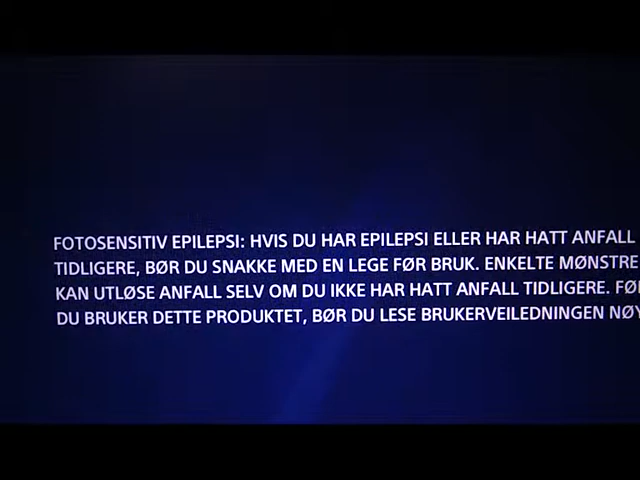 FOTOSENSITIV EPILEPSI: HVIS DU HAR EPILEPSI ELLER HAR HATT ANFALL
TIDLIGERE, BØR DU SNAKKE MED EN LEGE FØR BRUK. ENKELTE MØNSTRE
KAN UTLØSE ANFALL SELV OM DU IKKE HAR HATT ANFALL TIDLIGERE.
DU BRUKER DETTE PRODUKTET, BØR DU LESE BRUKERVEILEDNINGEN